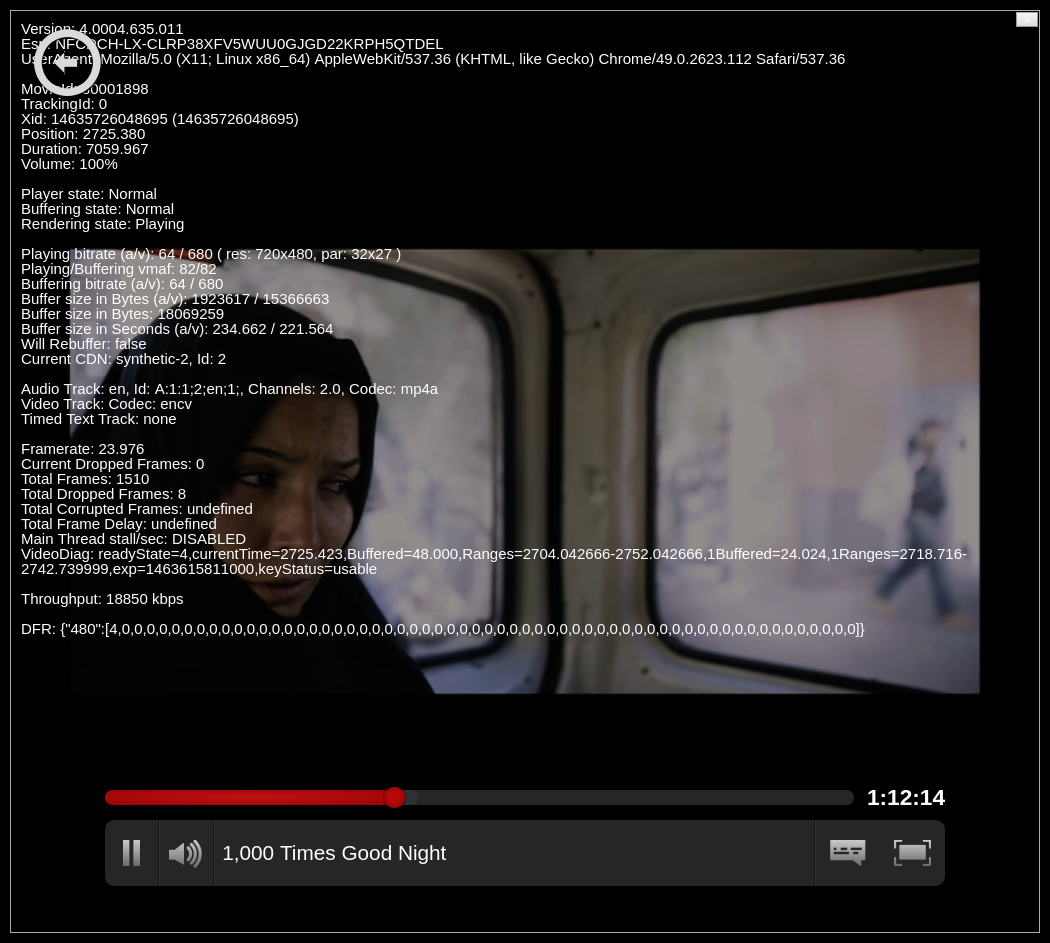 Version: 4.0004.635.011
Esn: NFCDCH-LX-CLRP38XFV5WUU0GJGD22KRPH5QTDEL
UserAgent: Mozilla/5.0 (X11; Linux x86_64) AppleWebKit/537.36 (KHTML, like Gecko) Chrome/49.0.2623.112 Safari/537.36
MovieId: 80001898
TrackingId: 0
Xid: 14635726048695 (14635726048695)
Position: 2725.380
Duration: 7059.967
Volume: 100%
Player state: Normal
Buffering state: Normal
Rendering state: Playing
Playing bitrate (a/v): 64 / 680 ( res: 720x480, par: 32x27 )
Playing/Buffering vmaf: 82/82
Buffering bitrate (a/v): 64 / 680
Buffer size in Bytes (a/v): 1923617 / 15366663
Buffer size in Bytes: 18069259
Buffer size in Seconds (a/v): 234.662 / 221.564
Will Rebuffer: false
Current CDN: synthetic-2, Id: 2
Audio Track: en, Id: A:1:1;2;en;1;, Channels: 2.0, Codec: mp4a
Video Track: Codec: encv
Timed Text Track: none
Framerate: 23.976
Current Dropped Frames: 0
Total Frames: 1510
Total Dropped Frames: 8
Total Corrupted Frames: undefined
Total Frame Delay: undefined
Main Thread stall/sec: DISABLED
VideoDiag: readyState=4,currentTime=2725.423,Buffered=48.000,Ranges=2704.042666-2752.042666,1Buffered=24.024,1Ranges=2718.716-
2742.739999,exp=1463615811000,keyStatus=usable
Throughput: 18850 kbps
DFR: {"480":[4,0,0,0,0,0,0,0,0,0,0,0,0,0,0,0,0,0,0,0,0,0,0,0,0,0,0,0,0,0,0,0,0,0,0,0,0,0,0,0,0,0,0,0,0,0,0,0,0,0,0,0,0,0,0,0,0,0,0,0]}
1:12:14
1,000 Times Good Night